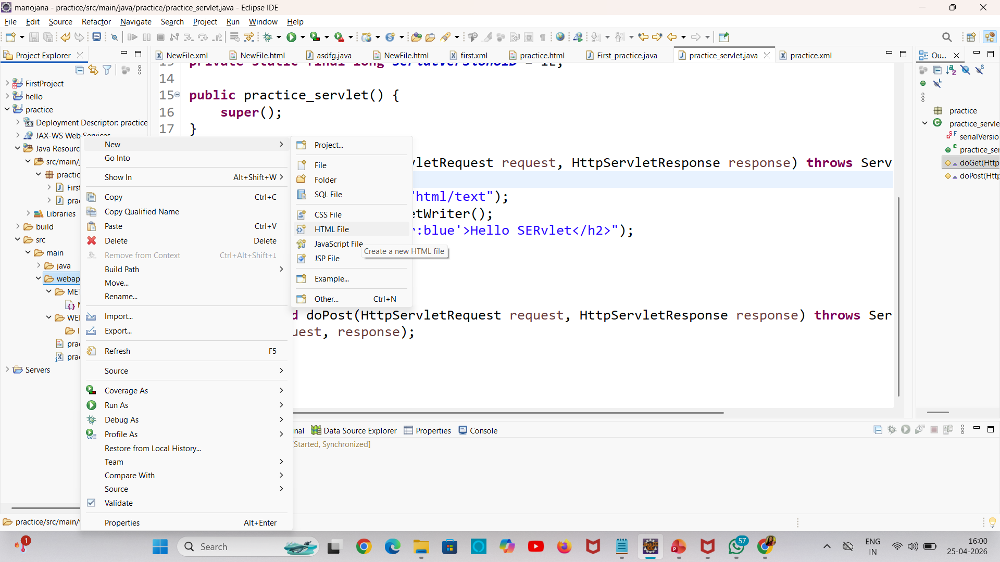 manojana - practice/src/main/java/practice/practice_servlet.java - Eclipse IDE
File Edit Source Refactor Navigate Search Project Run Window Help
Project Explorer
NewFile.xml NewFile.html asdfg.java NewFile.html first.xml practice.html First_practice.java practice_servlet.java practice.xml
Ou...
FirstProject
hello
practice
Deployment Descriptor: practice
JAX-WS Web Services
Java Resourc
src/main/j
practic
First
prac
Libraries
build
src
main
java
webap
MET
WEI
prac
prac
Servers
private static final long serialVersionUID = 1L;
14
15 public practice_servlet() {
16 super();
17 }
vletRequest request, HttpServletResponse response) throws Serv
"html/text");
etWriter();
r:blue'>Hello SERvlet</h2>");
d doPost(HttpServletRequest request, HttpServletResponse response) throws Ser
uest, response);
New
Go Into
Show In Alt+Shift+W
Copy Ctrl+C
Copy Qualified Name
Paste Ctrl+V
Delete Delete
Remove from Context Ctrl+Alt+Shift+↓
Build Path
Move...
Rename...
Import...
Export...
Refresh F5
Source
Coverage As
Run As
Debug As
Profile As
Restore from Local History...
Team
Compare With
Source
Validate
Properties Alt+Enter
Project...
File
Folder
SQL File
CSS File
HTML File
JavaScript File
JSP File
Example...
Other... Ctrl+N
Create a new HTML file
practice
practice_servle
serialVersio
practice_ser
doGet(Http
doPost(Http
nal Data Source Explorer Properties Console
[Started, Synchronized]
practice/src/main/
1
Search
57
ENG
IN
16:00
25-04-2026